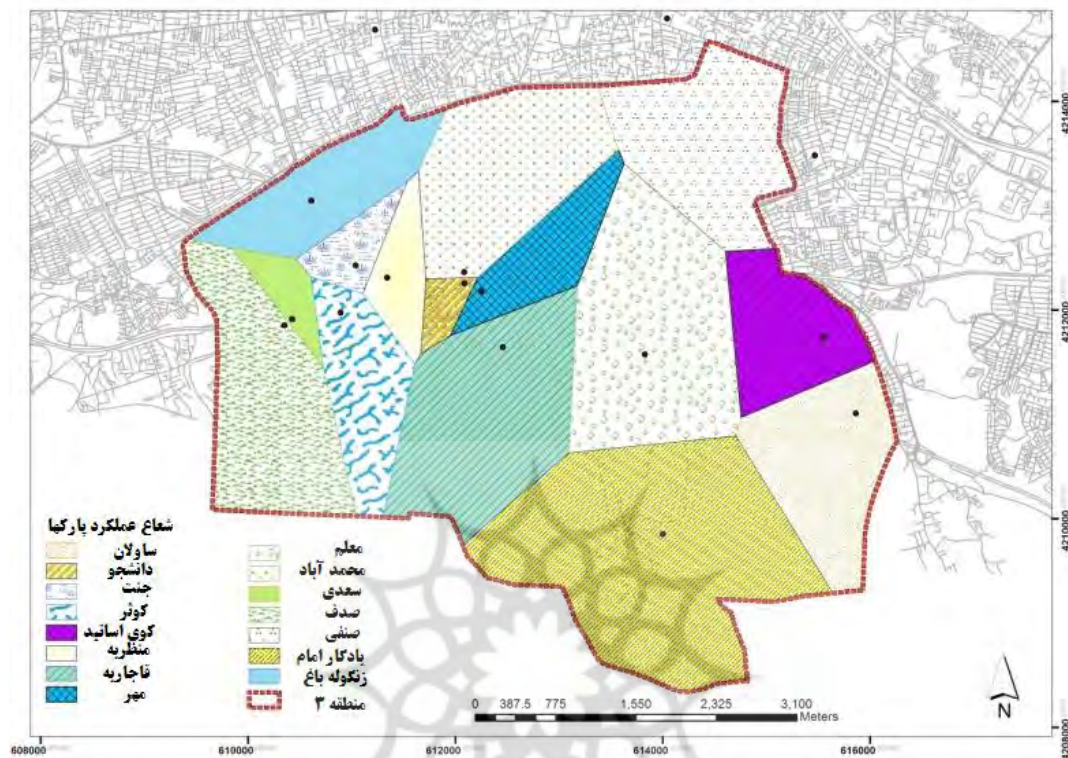 شعاع عملکرد پارکها
ساولان
دانشجو
جنت
کوثر
کوی اساتید
منظریه
قاجاریه
مهر
معلم
محمد آباد
سعدی
صدف
صنفی
یادگار امام
زنگوله باغ
منطقه ۳
0 387.5 775 1,550 2,325 3,100
Meters
N
4214000
4212000
4210000
4208000
608000 610000 612000 614000 616000